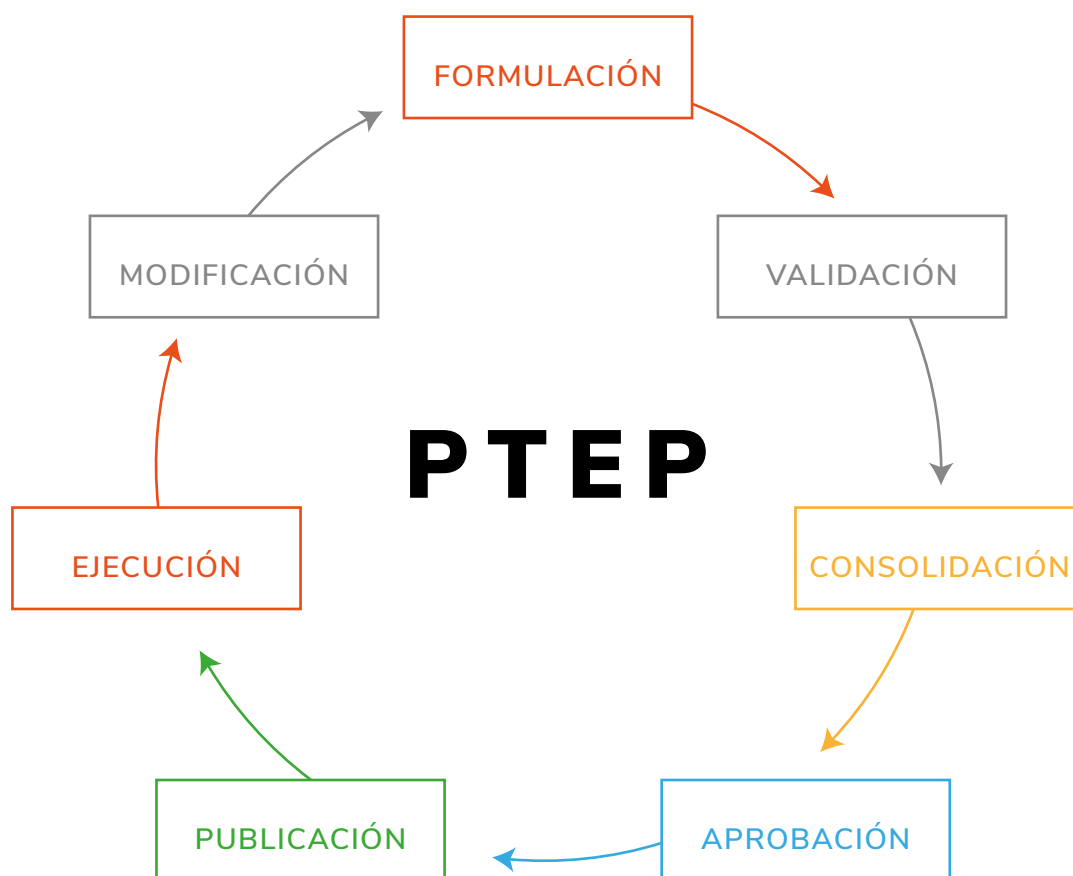 FORMULACIÓN
MODIFICACIÓN
VALIDACIÓN
PTEP
EJECUCIÓN
CONSOLIDACIÓN
PUBLICACIÓN
APROBACIÓN